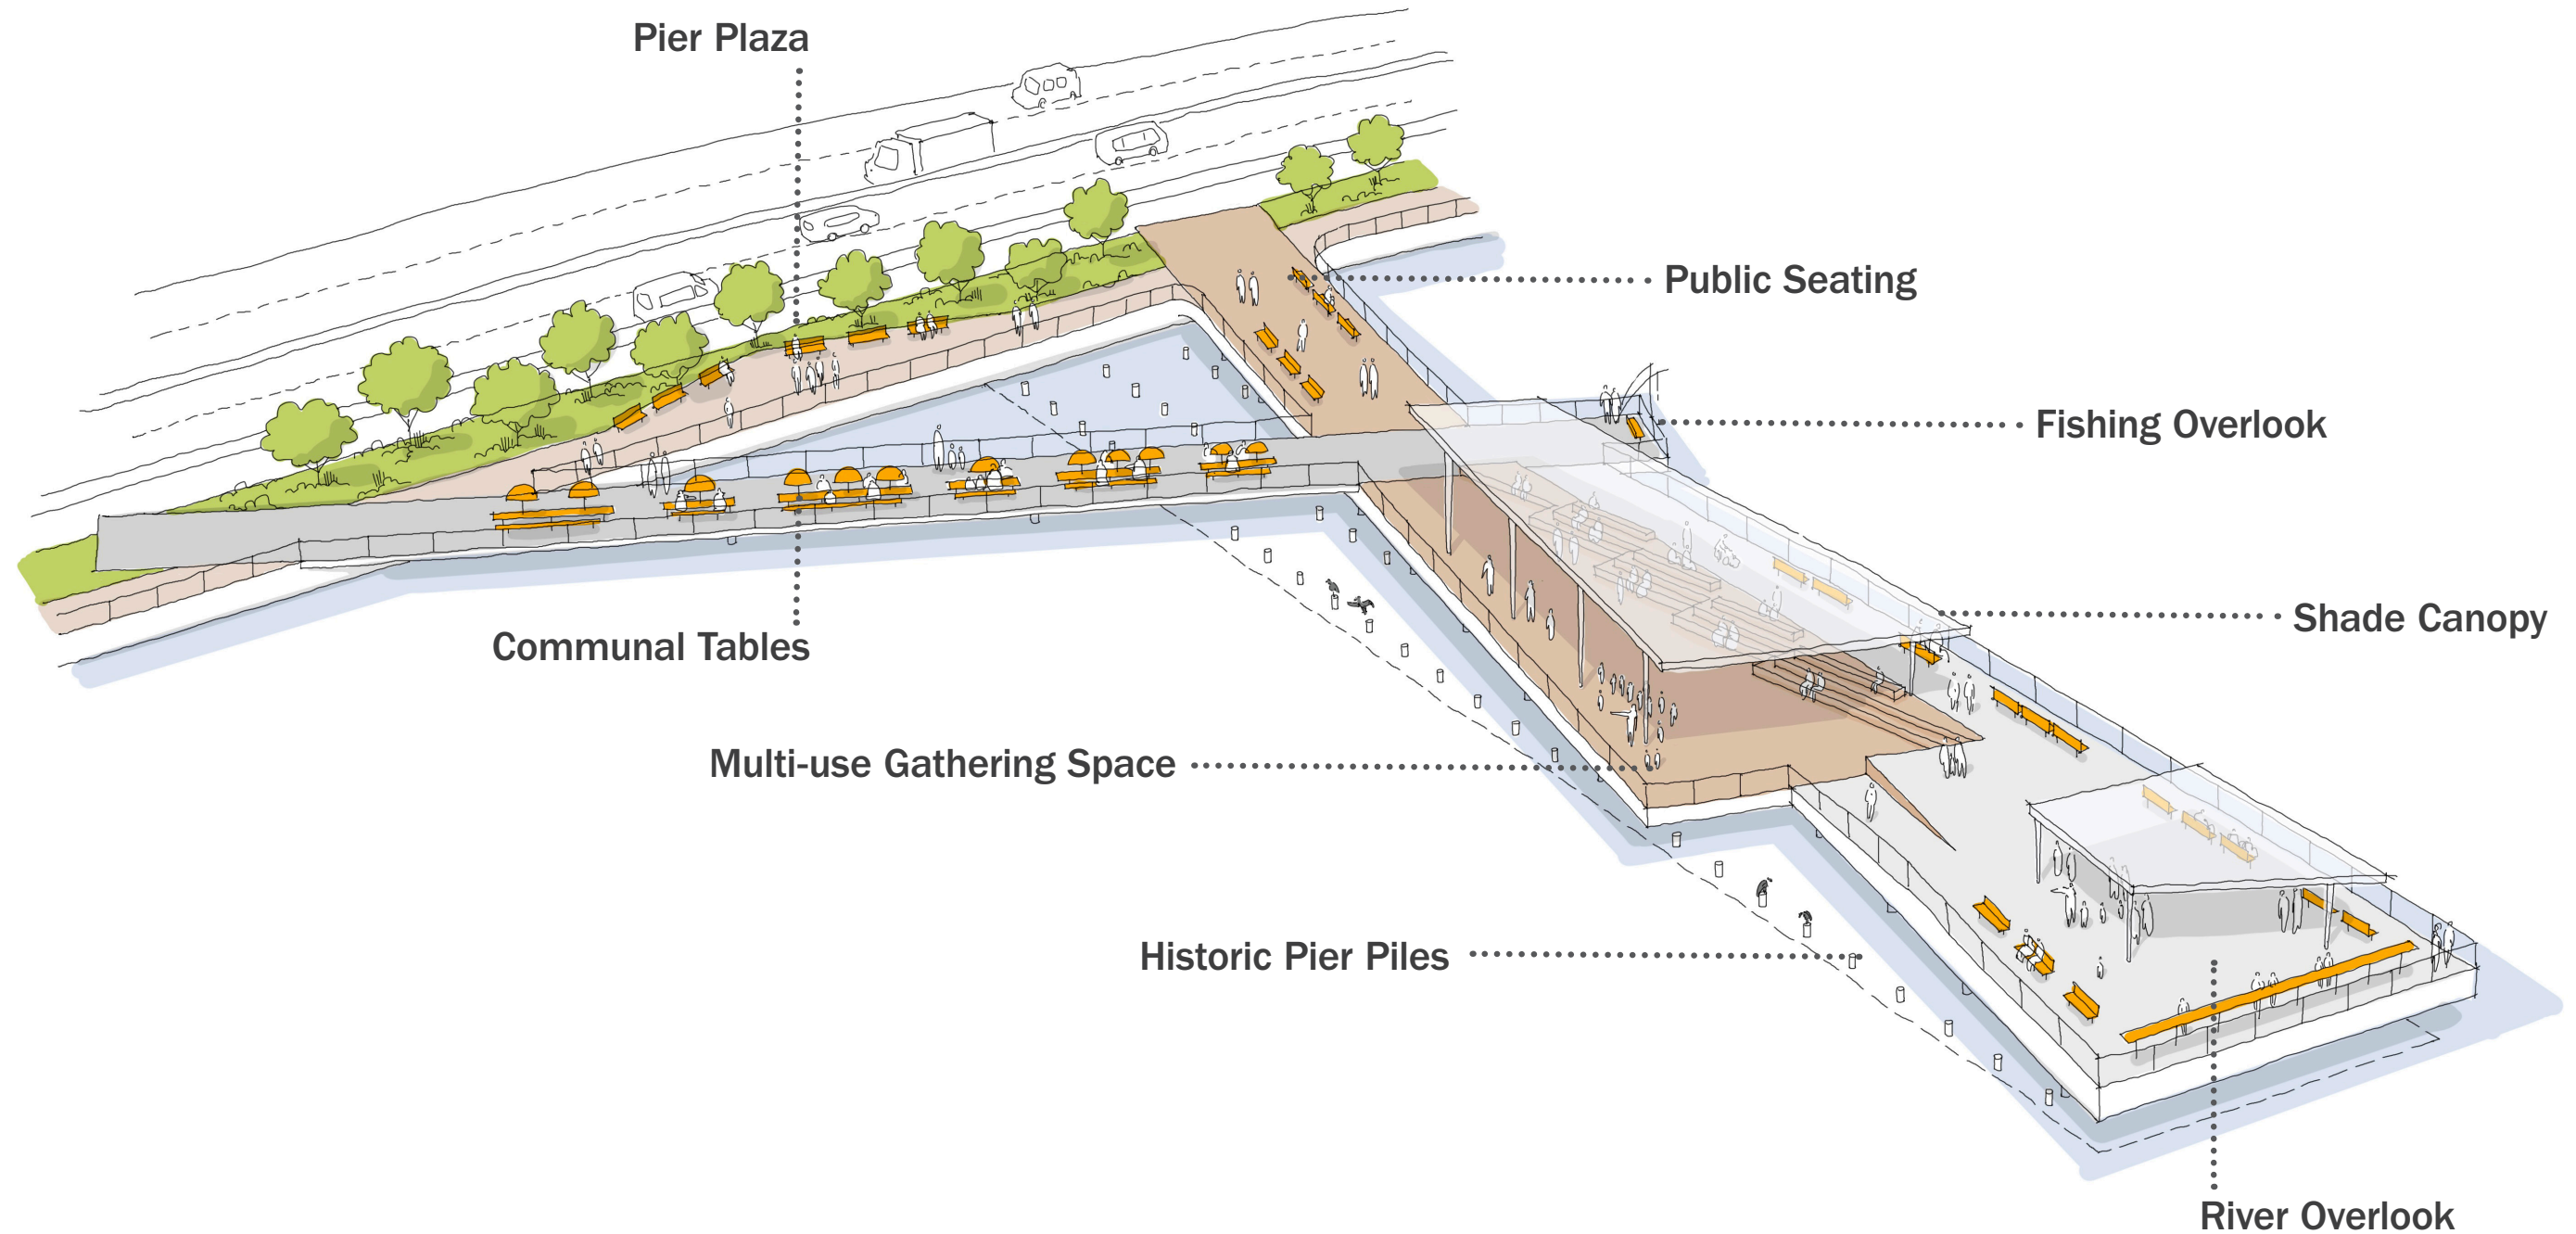 Pier Plaza
Public Seating
Fishing Overlook
Shade Canopy
Communal Tables
Multi-use Gathering Space
Historic Pier Piles
River Overlook